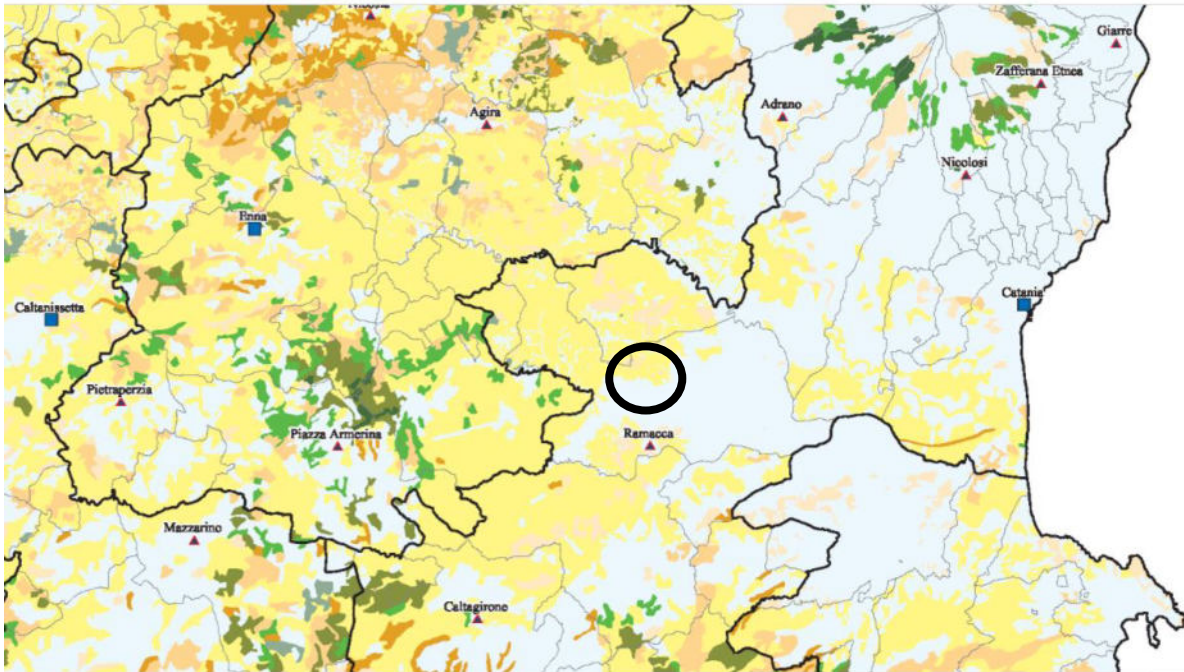 Giarre
Zafferana Etnea
Adrano
Agira
Nicolosi
Enna
Catania
Caltanissetta
Pietraperzia
Piazza Armerina
Ramacca
Mazzarino
Caltagirone